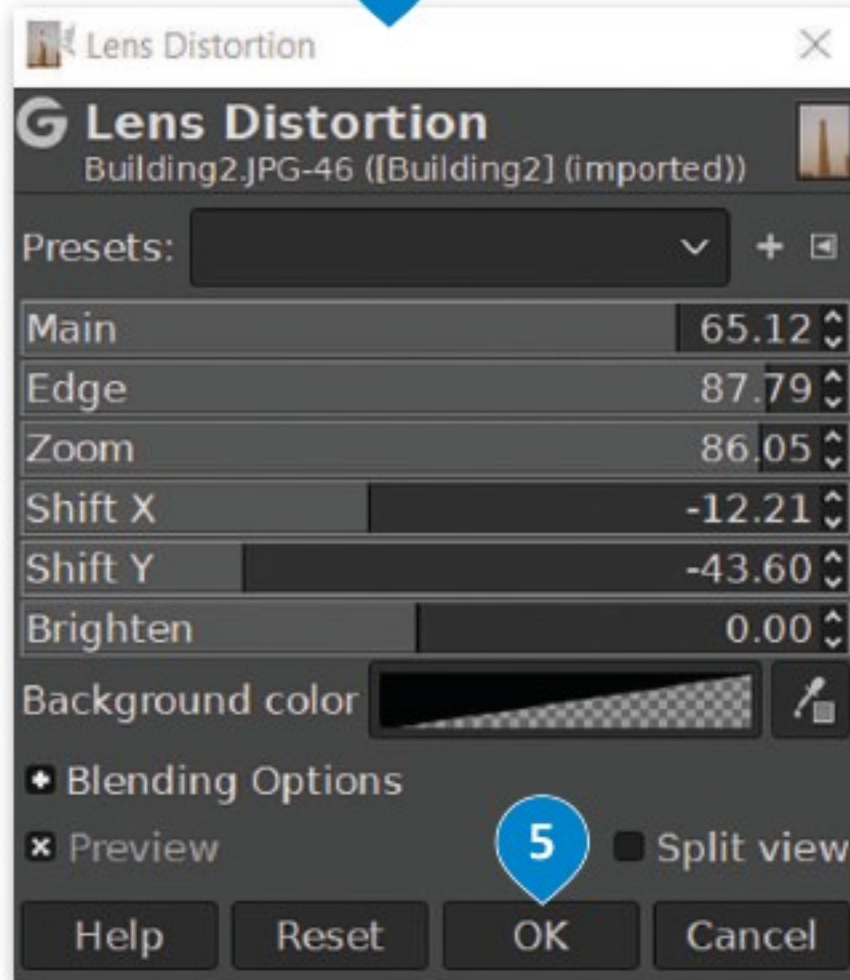 Lens Distortion
G Lens Distortion
Building2.JPG-46 ([Building2] (imported))
Presets:
Main 65.12
Edge 87.79
Zoom 86.05
Shift X -12.21
Shift Y -43.60
Brighten 0.00
Background color
Blending Options
Preview 5 Split view
Help Reset OK Cancel